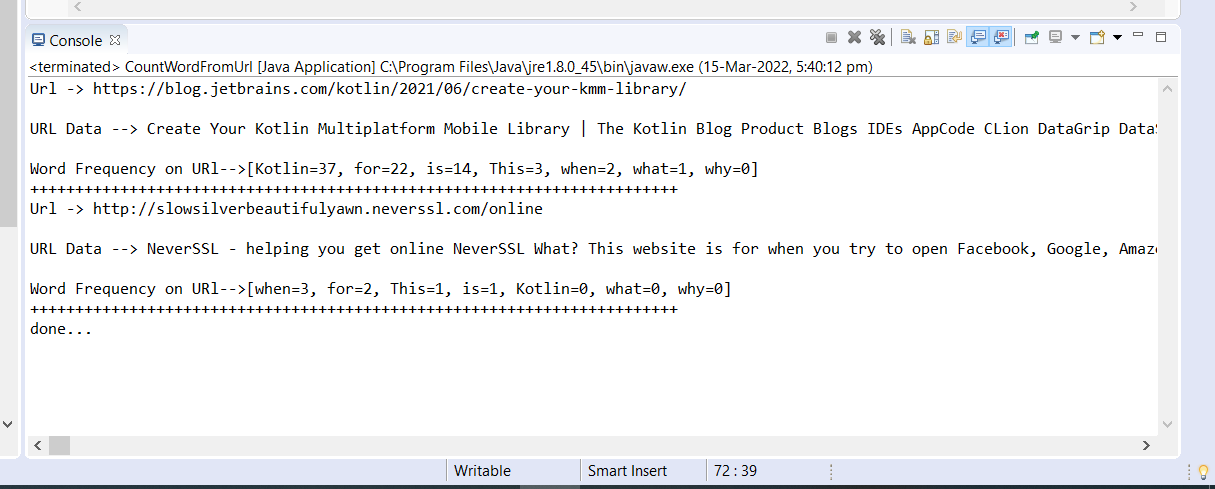 Console
<terminated> CountWordFromUrl [Java Application] C:\Program Files\Java\jre1.8.0_45\bin\javaw.exe (15-Mar-2022, 5:40:12 pm)
Url -> https://blog.jetbrains.com/kotlin/2021/06/create-your-kmm-library/
URL Data --> Create Your Kotlin Multiplatform Mobile Library | The Kotlin Blog Product Blogs IDEs AppCode CLion DataGrip Data
Word Frequency on URl-->[Kotlin=37, for=22, is=14, This=3, when=2, what=1, why=0]
++++++++++++++++++++++++++++++++++++++++++++++++++++++++++++++++++++++++
Url -> http://slowsilverbeautifulyawn.neverssl.com/online
URL Data --> NeverSSL - helping you get online NeverSSL What? This website is for when you try to open Facebook, Google, Amaz
Word Frequency on URl-->[when=3, for=2, This=1, is=1, Kotlin=0, what=0, why=0]
++++++++++++++++++++++++++++++++++++++++++++++++++++++++++++++++++++++++
done...
Writable Smart Insert 72 : 39